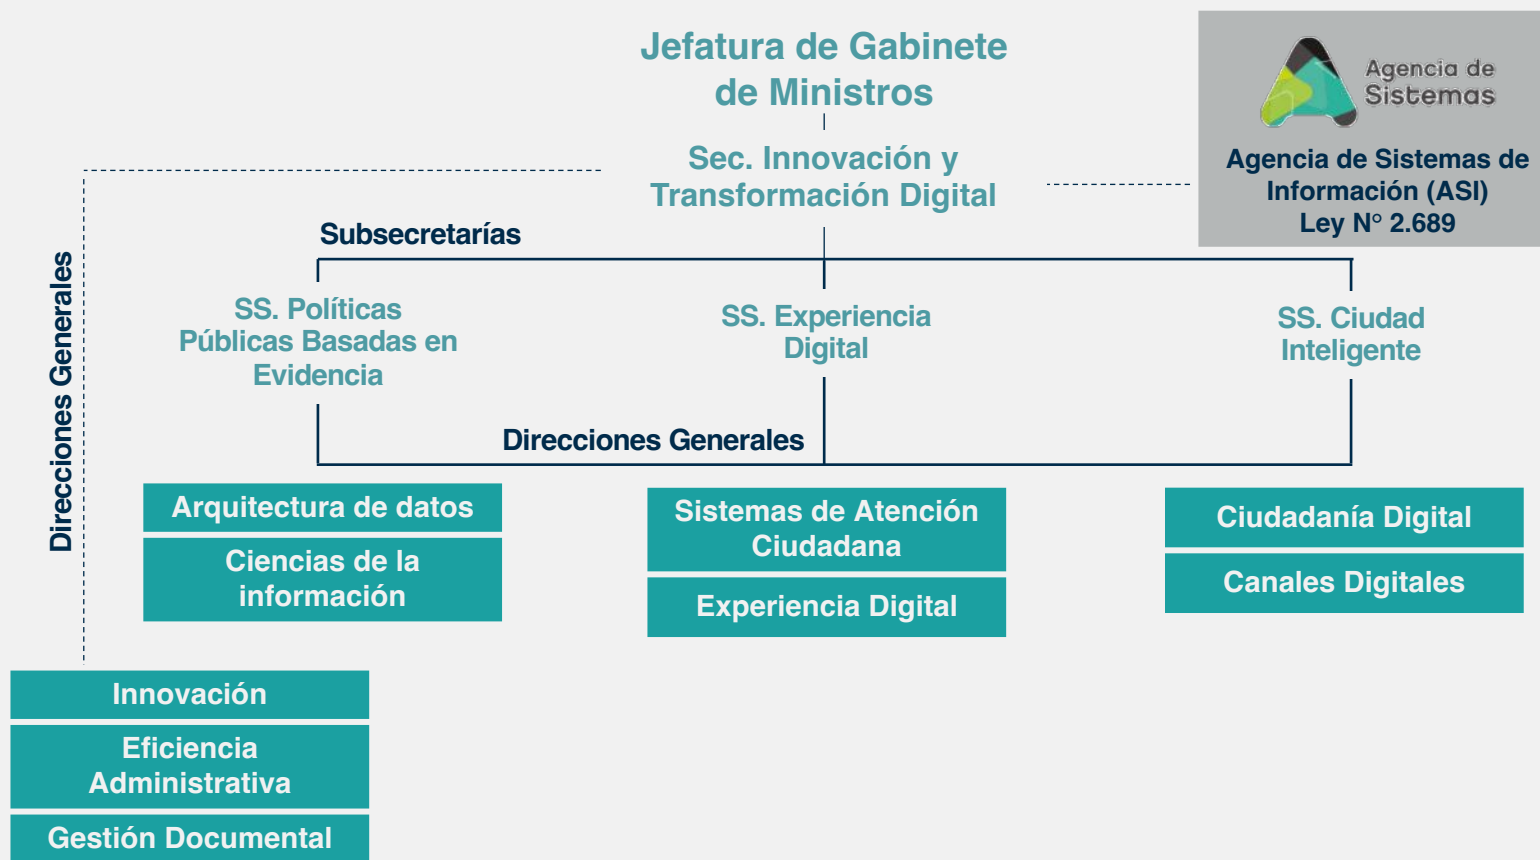 Jefatura de Gabinete
de Ministros
Agencia de
Sistemas
Agencia de Sistemas de
Información (ASI)
Ley N° 2.689
Sec. Innovación y
Transformación Digital
Subsecretarías
SS. Políticas
Públicas Basadas en
Evidencia
SS. Experiencia
Digital
SS. Ciudad
Inteligente
Direcciones Generales
Direcciones Generales
Arquitectura de datos
Ciencias de la
información
Sistemas de Atención
Ciudadana
Experiencia Digital
Ciudadanía Digital
Canales Digitales
Innovación
Eficiencia
Administrativa
Gestión Documental